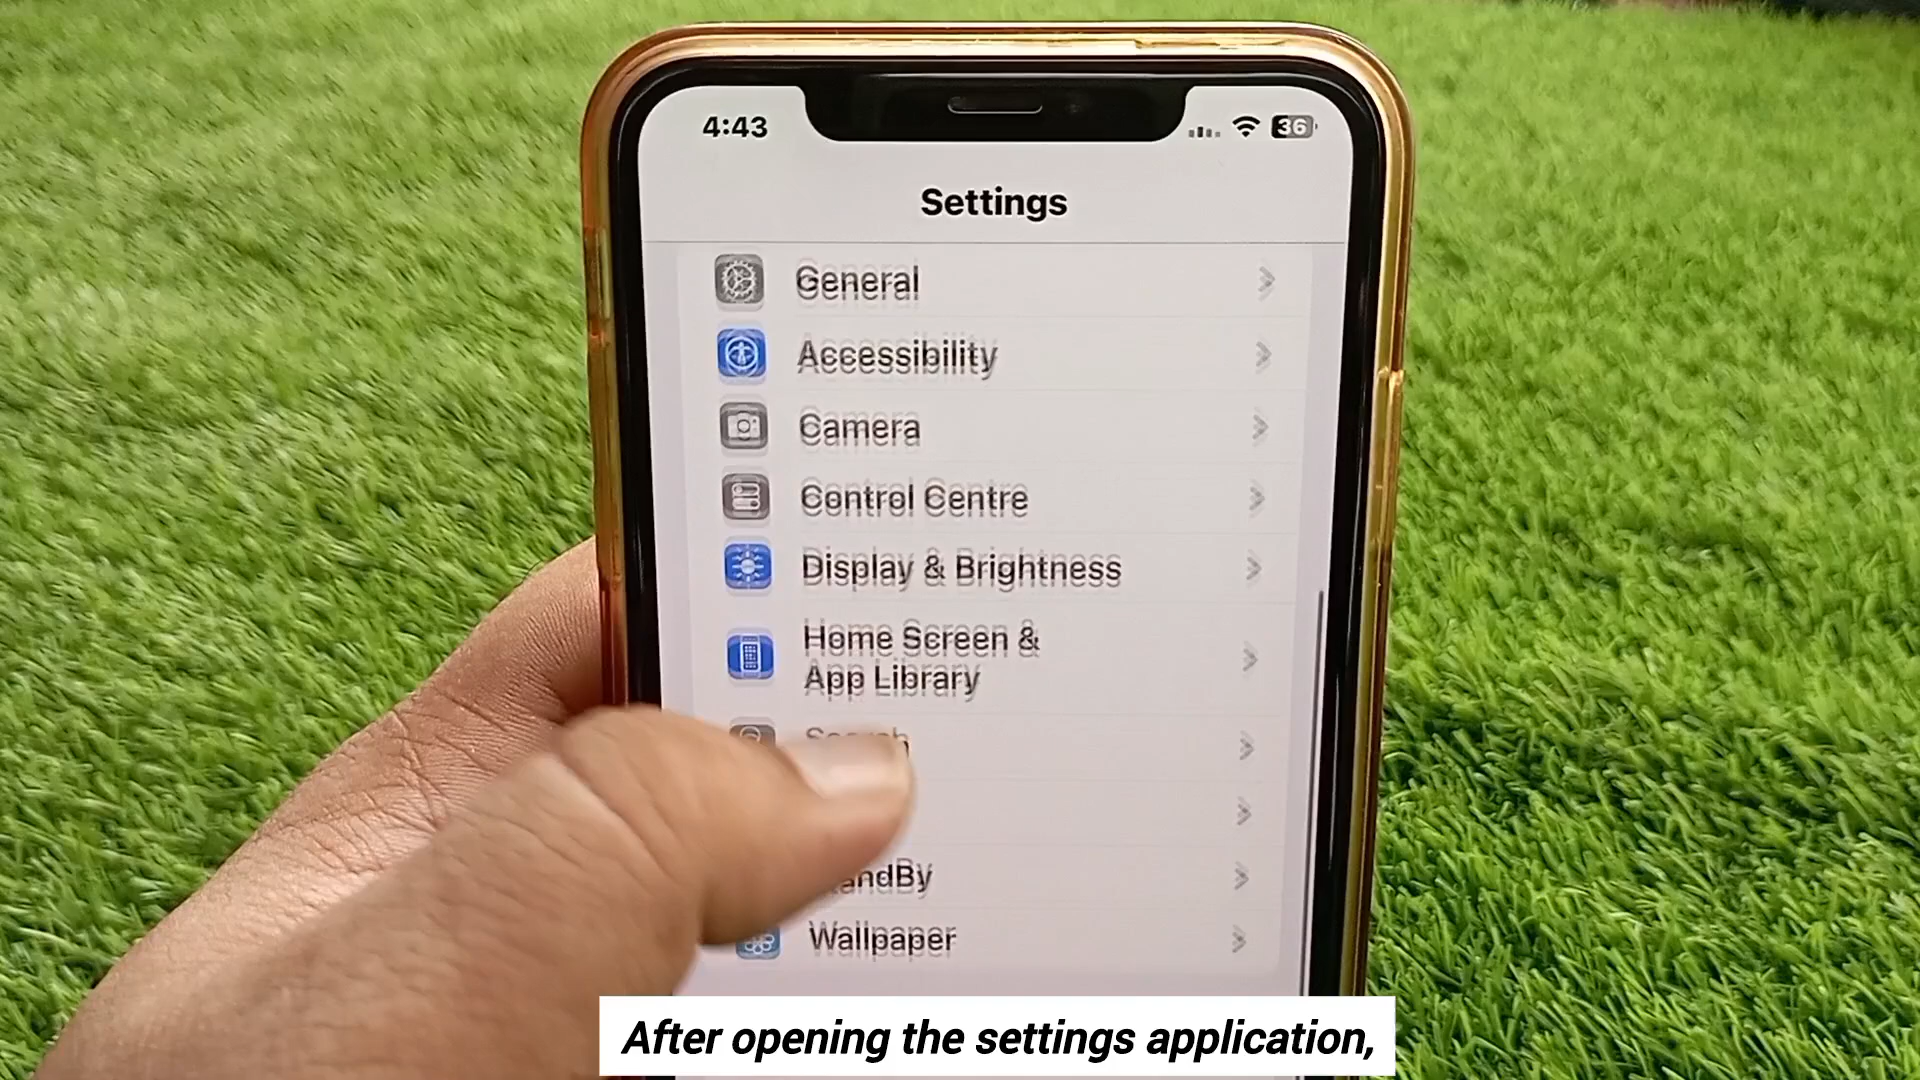 4:43
36
Settings
General
Accessibility
Camera
Control Centre
Display & Brightness
Home Screen &
App Library
Search
Wallpaper
After opening the settings application,